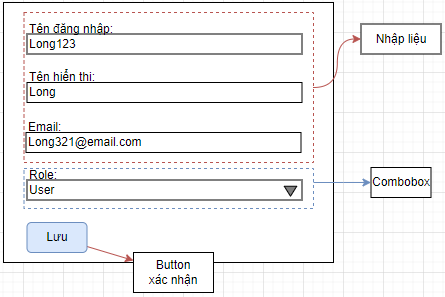 Tên đăng nhập:
Long123
Nhập liệu
Tên hiển thi:
Long
Email:
Long321@email.com
Role:
User
Combobox
Lưu
Button
xác nhận